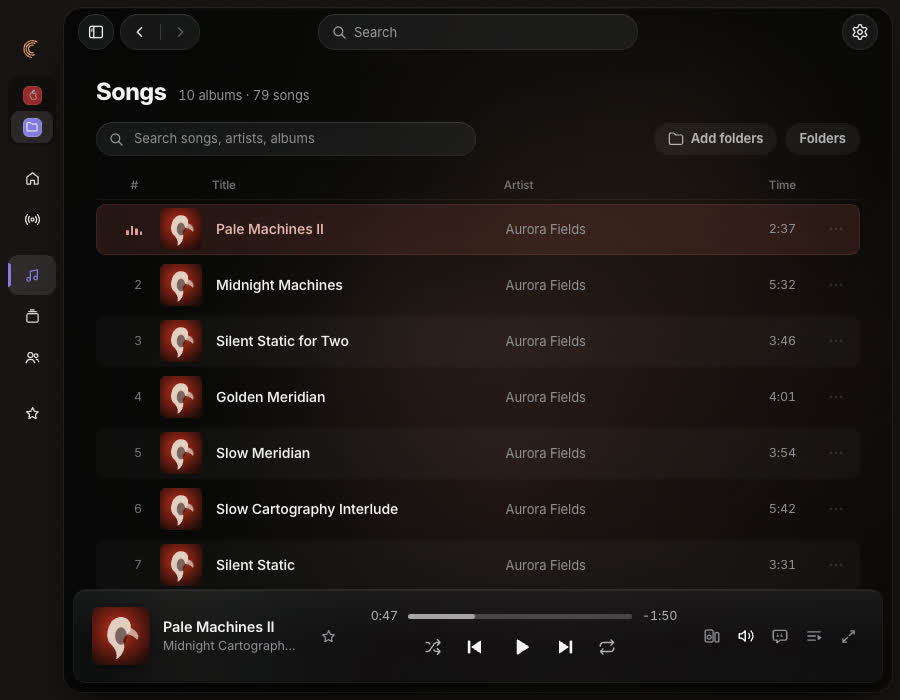 Search
Songs 10 albums · 79 songs
Search songs, artists, albums
Add folders
Folders
# Title Artist Time
Pale Machines II Aurora Fields 2:37
2 Midnight Machines Aurora Fields 5:32
3 Silent Static for Two Aurora Fields 3:46
4 Golden Meridian Aurora Fields 4:01
5 Slow Meridian Aurora Fields 3:54
6 Slow Cartography Interlude Aurora Fields 5:42
7 Silent Static Aurora Fields 3:31
Pale Machines II
Midnight Cartograph...
0:47 -1:50